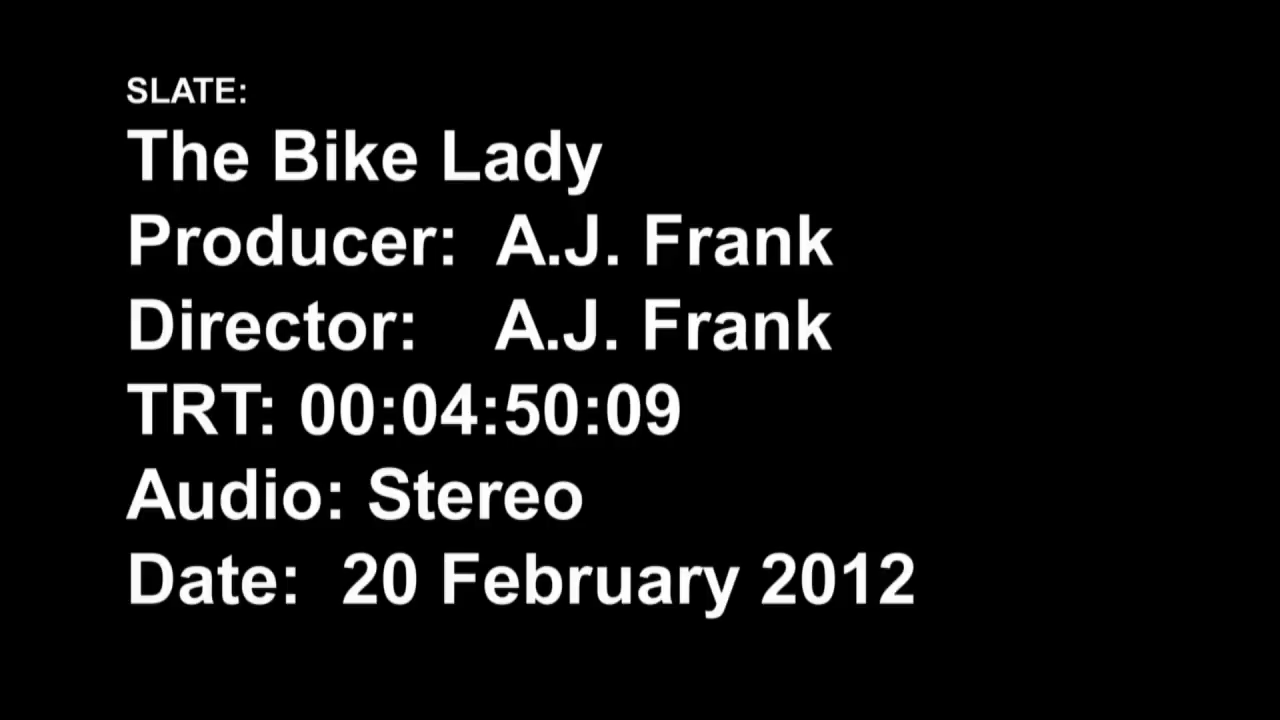 SLATE:
The Bike Lady
Producer:  A.J. Frank
Director:    A.J. Frank
TRT: 00:04:50:09
Audio: Stereo
Date:  20 February 2012